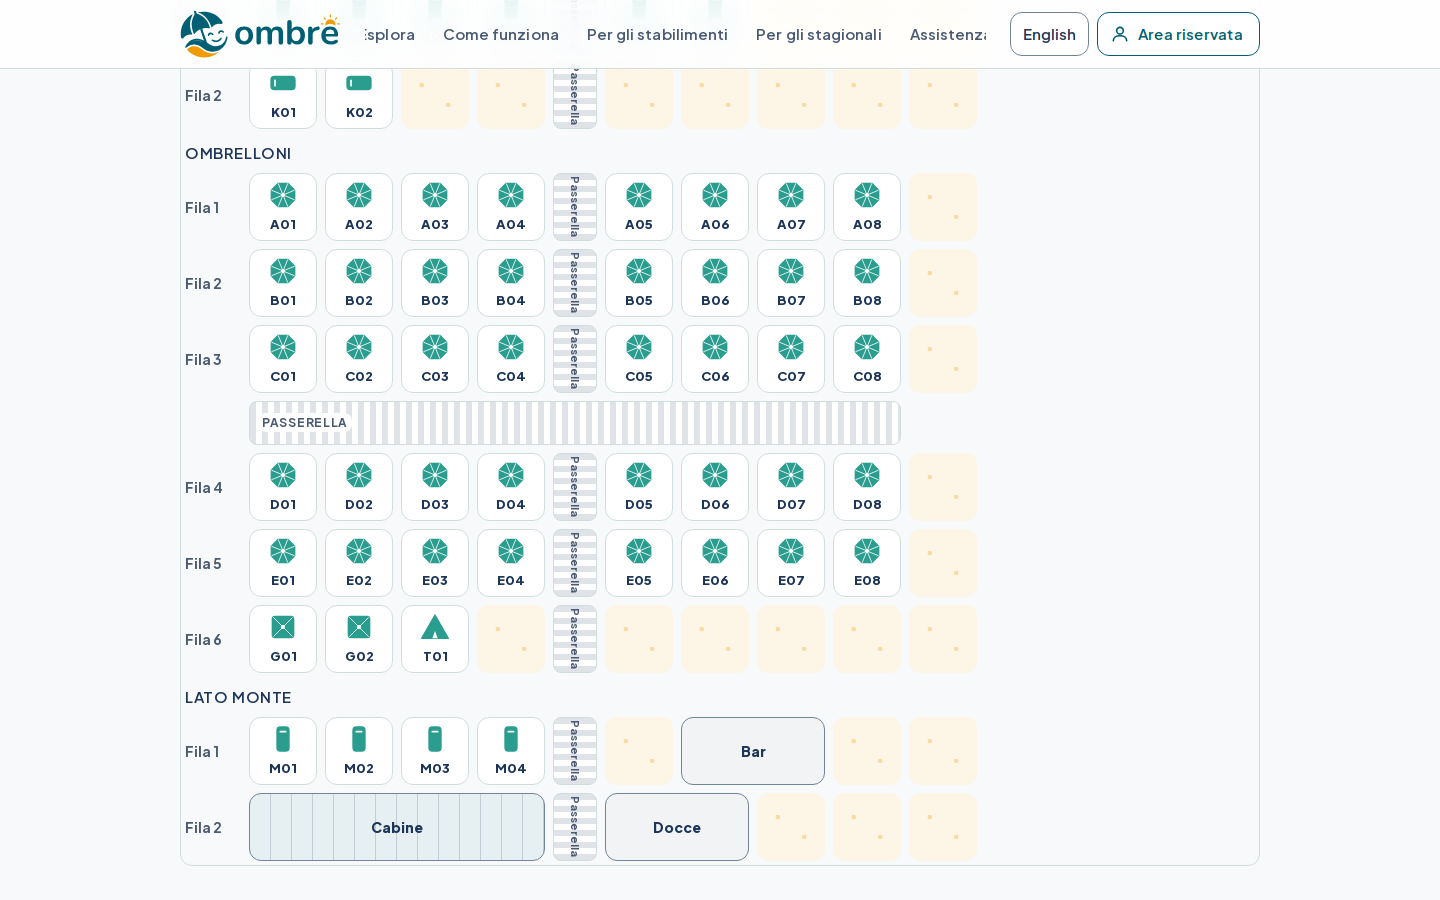 ombrè
Esplora Come funziona Per gli stabilimenti Per gli stagionali Assistenza English Area riservata
Fila 2 K01 K02 Passerella
OMBRELLONI
Fila 1 A01 A02 A03 A04 Passerella A05 A06 A07 A08
Fila 2 B01 B02 B03 B04 Passerella B05 B06 B07 B08
Fila 3 C01 C02 C03 C04 Passerella C05 C06 C07 C08
PASSERELLA
Fila 4 D01 D02 D03 D04 Passerella D05 D06 D07 D08
Fila 5 E01 E02 E03 E04 Passerella E05 E06 E07 E08
Fila 6 G01 G02 T01 Passerella
LATO MONTE
Fila 1 M01 M02 M03 M04 Passerella Bar
Fila 2 Cabine Passerella Docce